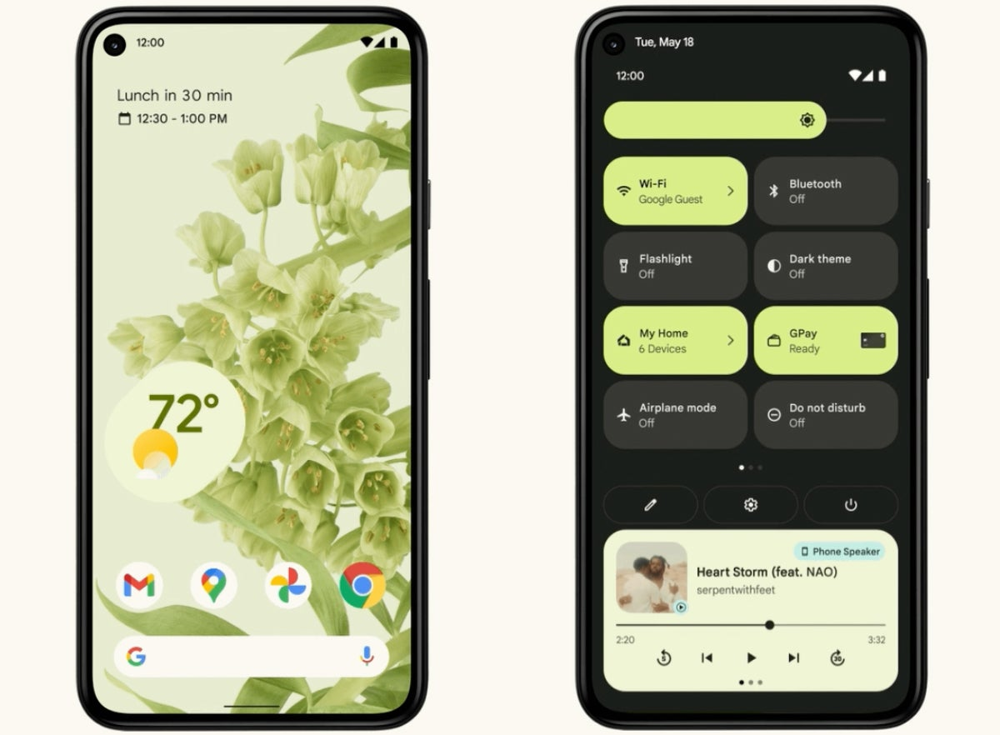 12:00
Lunch in 30 min
12:30 - 1:00 PM
72°
Tue, May 18
12:00
Wi-Fi
Google Guest
Bluetooth
Off
Flashlight
Off
Dark theme
Off
My Home
6 Devices
GPay
Ready
Airplane mode
Off
Do not disturb
Off
Phone Speaker
Heart Storm (feat. NAO)
serpentwithfeet
2:20
3:32
5
30